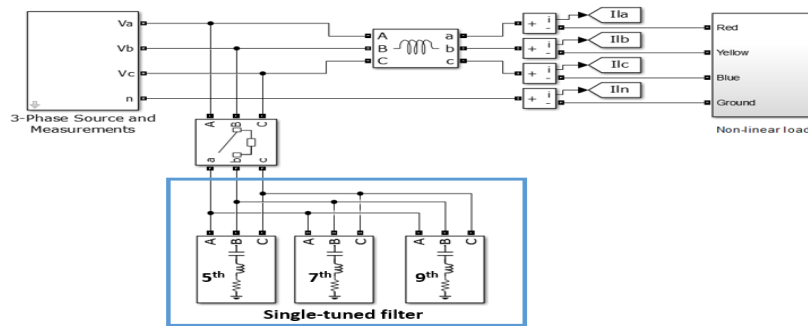 Va
Vb
Vc
n
3-Phase Source and
Measurements
A
B
C
a
b
c
+ i -
+ i -
+ i -
+ i -
Ila
Ilb
Ilc
Iln
Red
Yellow
Blue
Ground
Non-linear load
A B C
a b c
A B C
5th
A B C
7th
A B C
9th
Single-tuned filter